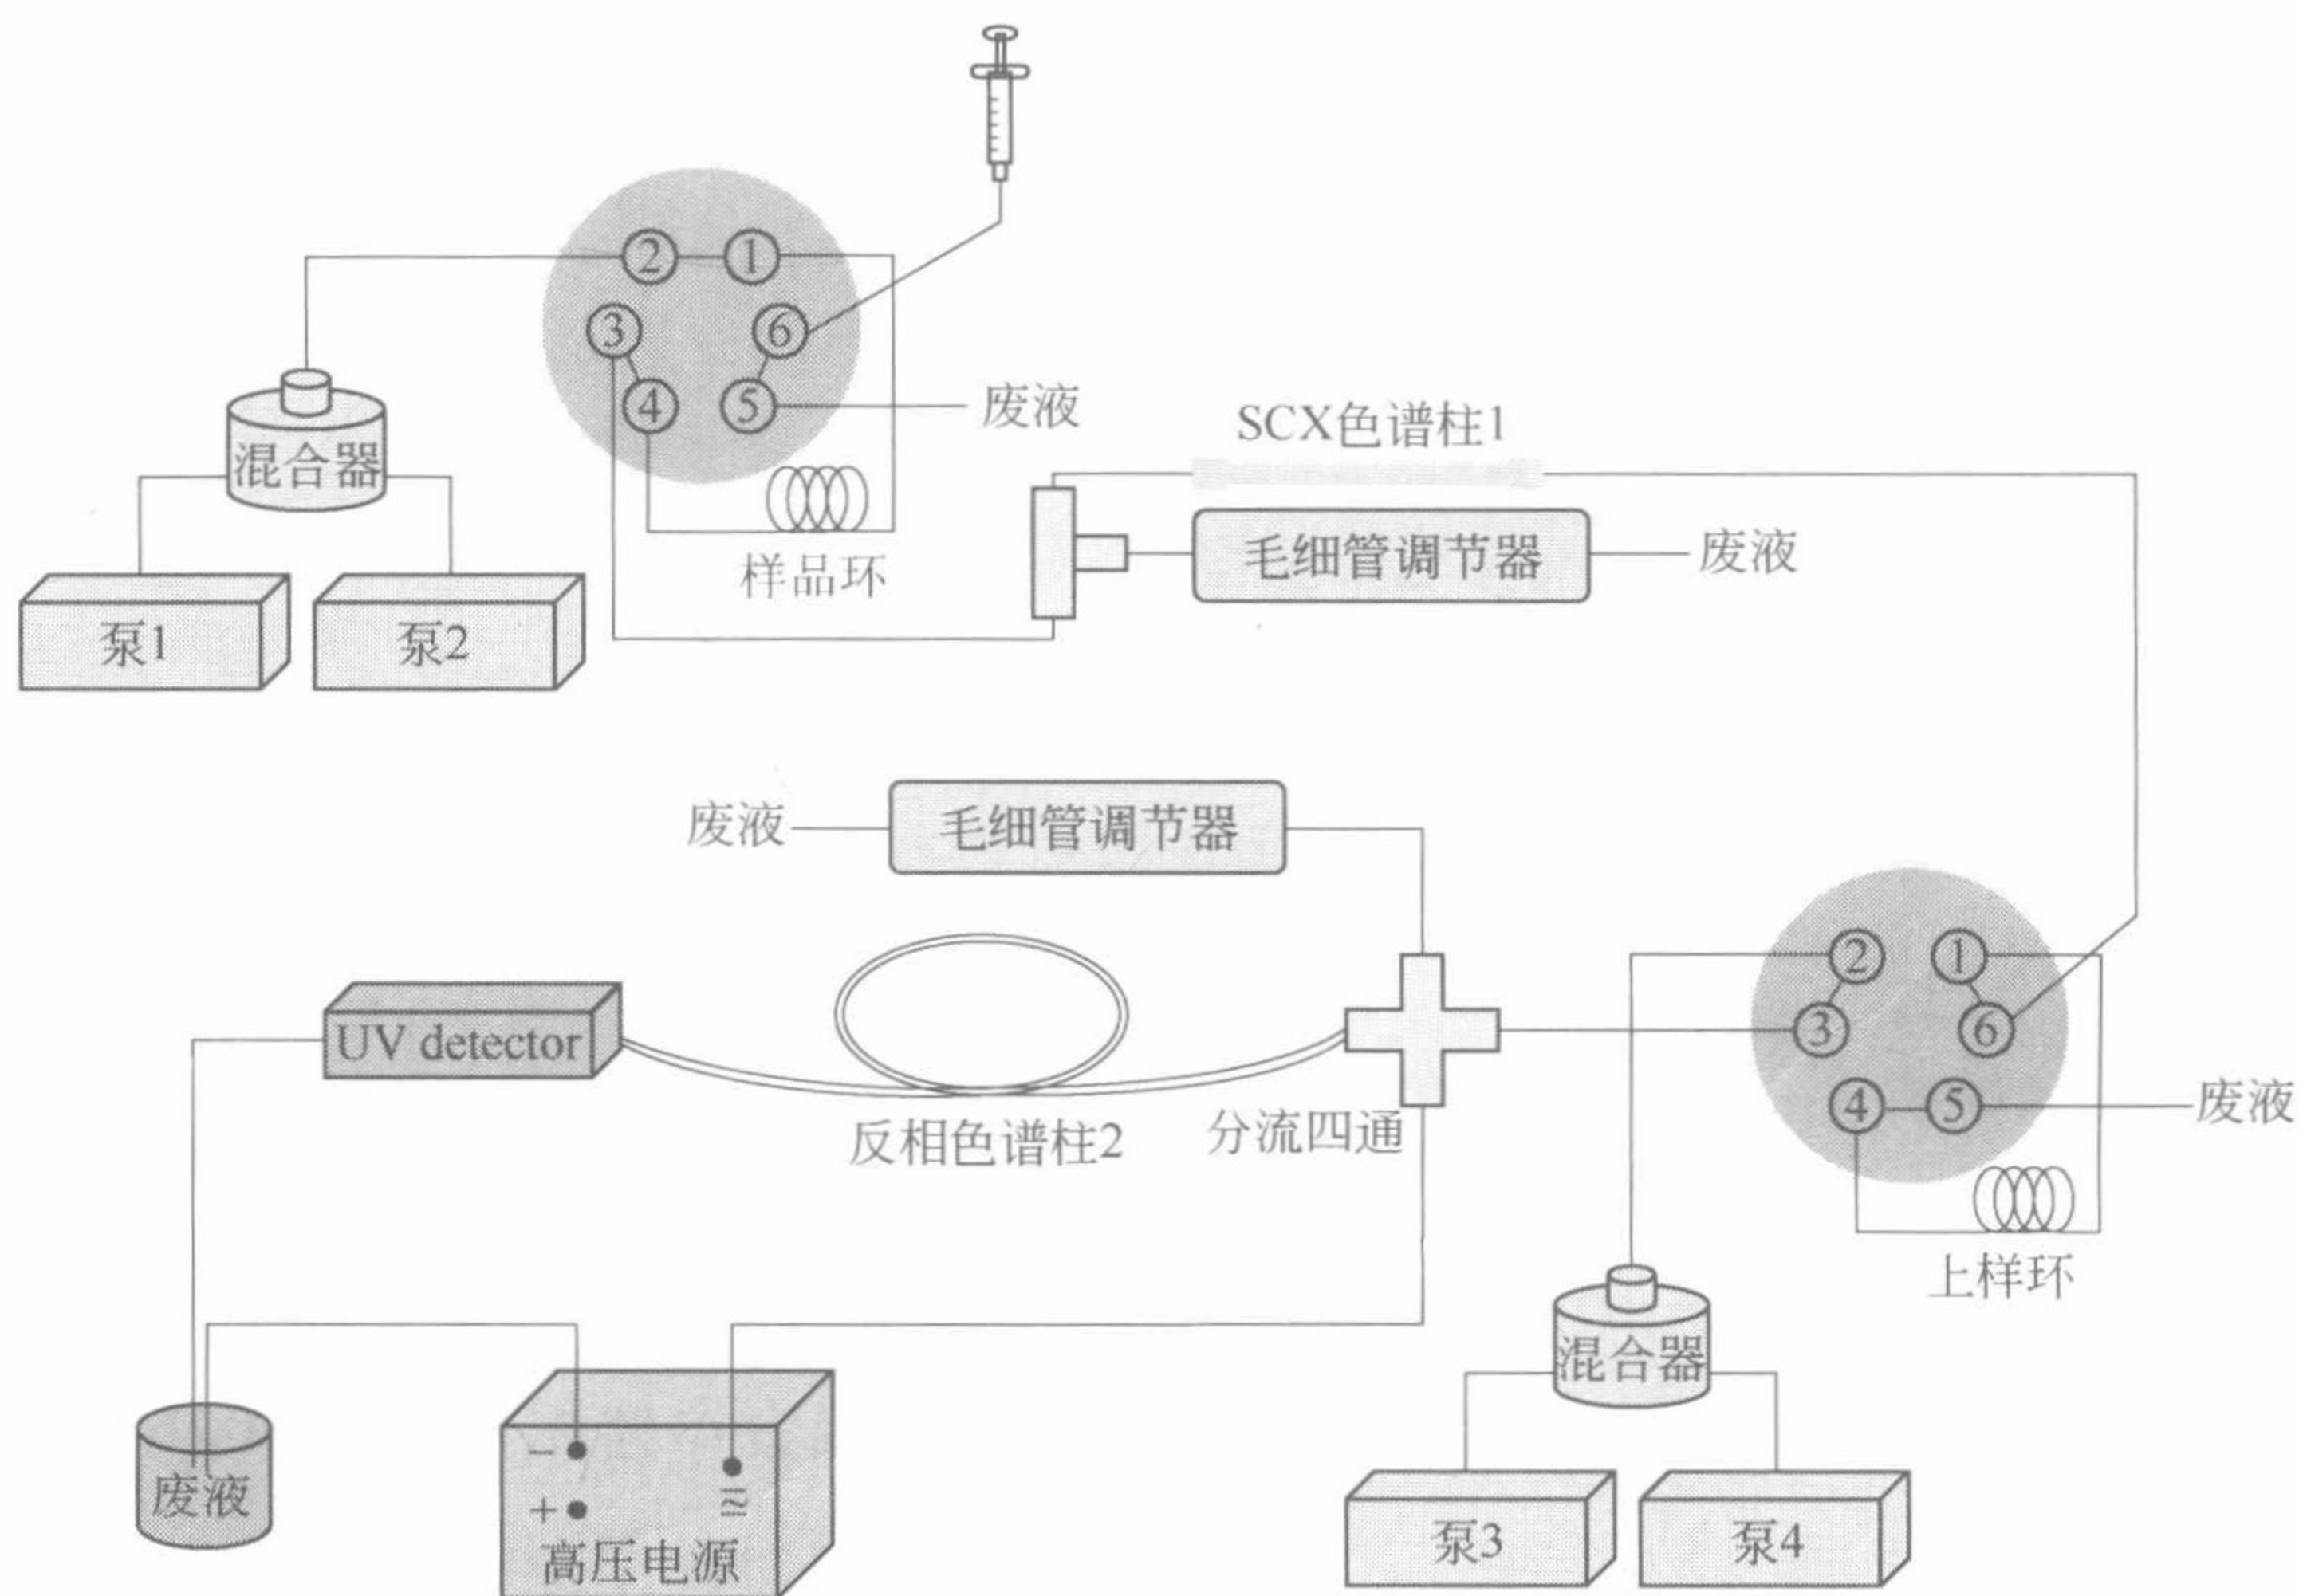 2
1
3
6
4
5
废液
SCX色谱柱1
混合器
样品环
毛细管调节器
废液
泵1
泵2
废液
毛细管调节器
2
1
3
6
UV detector
4
5
废液
反相色谱柱2
分流四通
上样环
混合器
废液
−
+
≅
高压电源
泵3
泵4